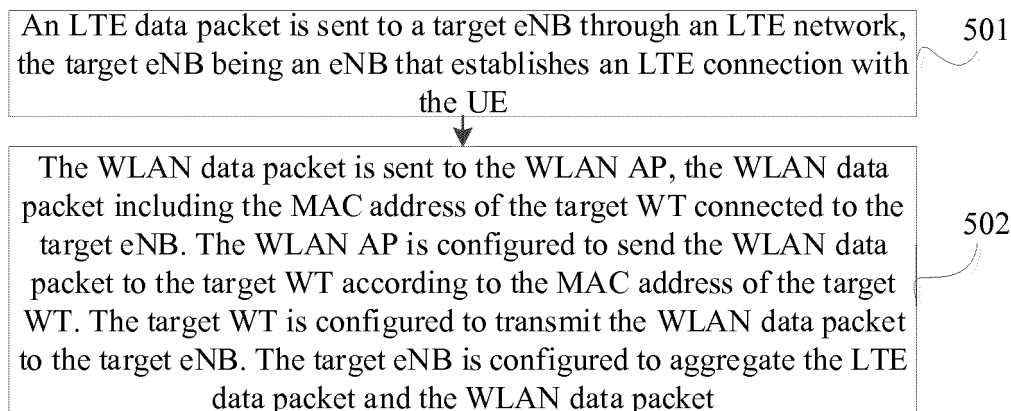 An LTE data packet is sent to a target eNB through an LTE network,
the target eNB being an eNB that establishes an LTE connection with
the UE
501
The WLAN data packet is sent to the WLAN AP, the WLAN data
packet including the MAC address of the target WT connected to the
target eNB. The WLAN AP is configured to send the WLAN data
packet to the target WT according to the MAC address of the target
WT. The target WT is configured to transmit the WLAN data packet
to the target eNB. The target eNB is configured to aggregate the LTE
data packet and the WLAN data packet
502